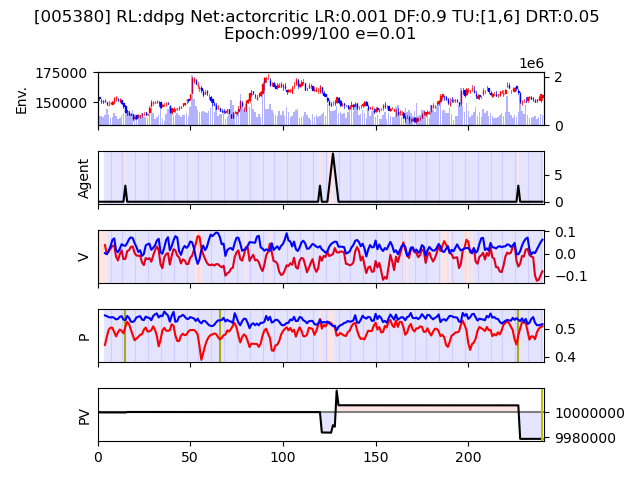 [005380] RL:ddpg Net:actorcritic LR:0.001 DF:0.9 TU:[1,6] DRT:0.05
Epoch:099/100 e=0.01
1e6
175000
150000
Env.
2
0
Agent
5
0
V
0.1
0.0
−0.1
P
0.5
0.4
PV
10000000
9980000
0 50 100 150 200